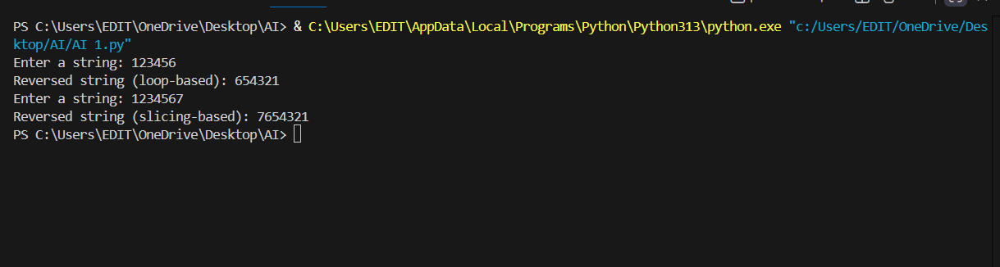 PS C:\Users\EDIT\OneDrive\Desktop\AI> & C:\Users\EDIT\AppData\Local\Programs\Python\Python313\python.exe "c:/Users/EDIT/OneDrive/Des
ktop/AI/AI 1.py"
Enter a string: 123456
Reversed string (loop-based): 654321
Enter a string: 1234567
Reversed string (slicing-based): 7654321
PS C:\Users\EDIT\OneDrive\Desktop\AI>